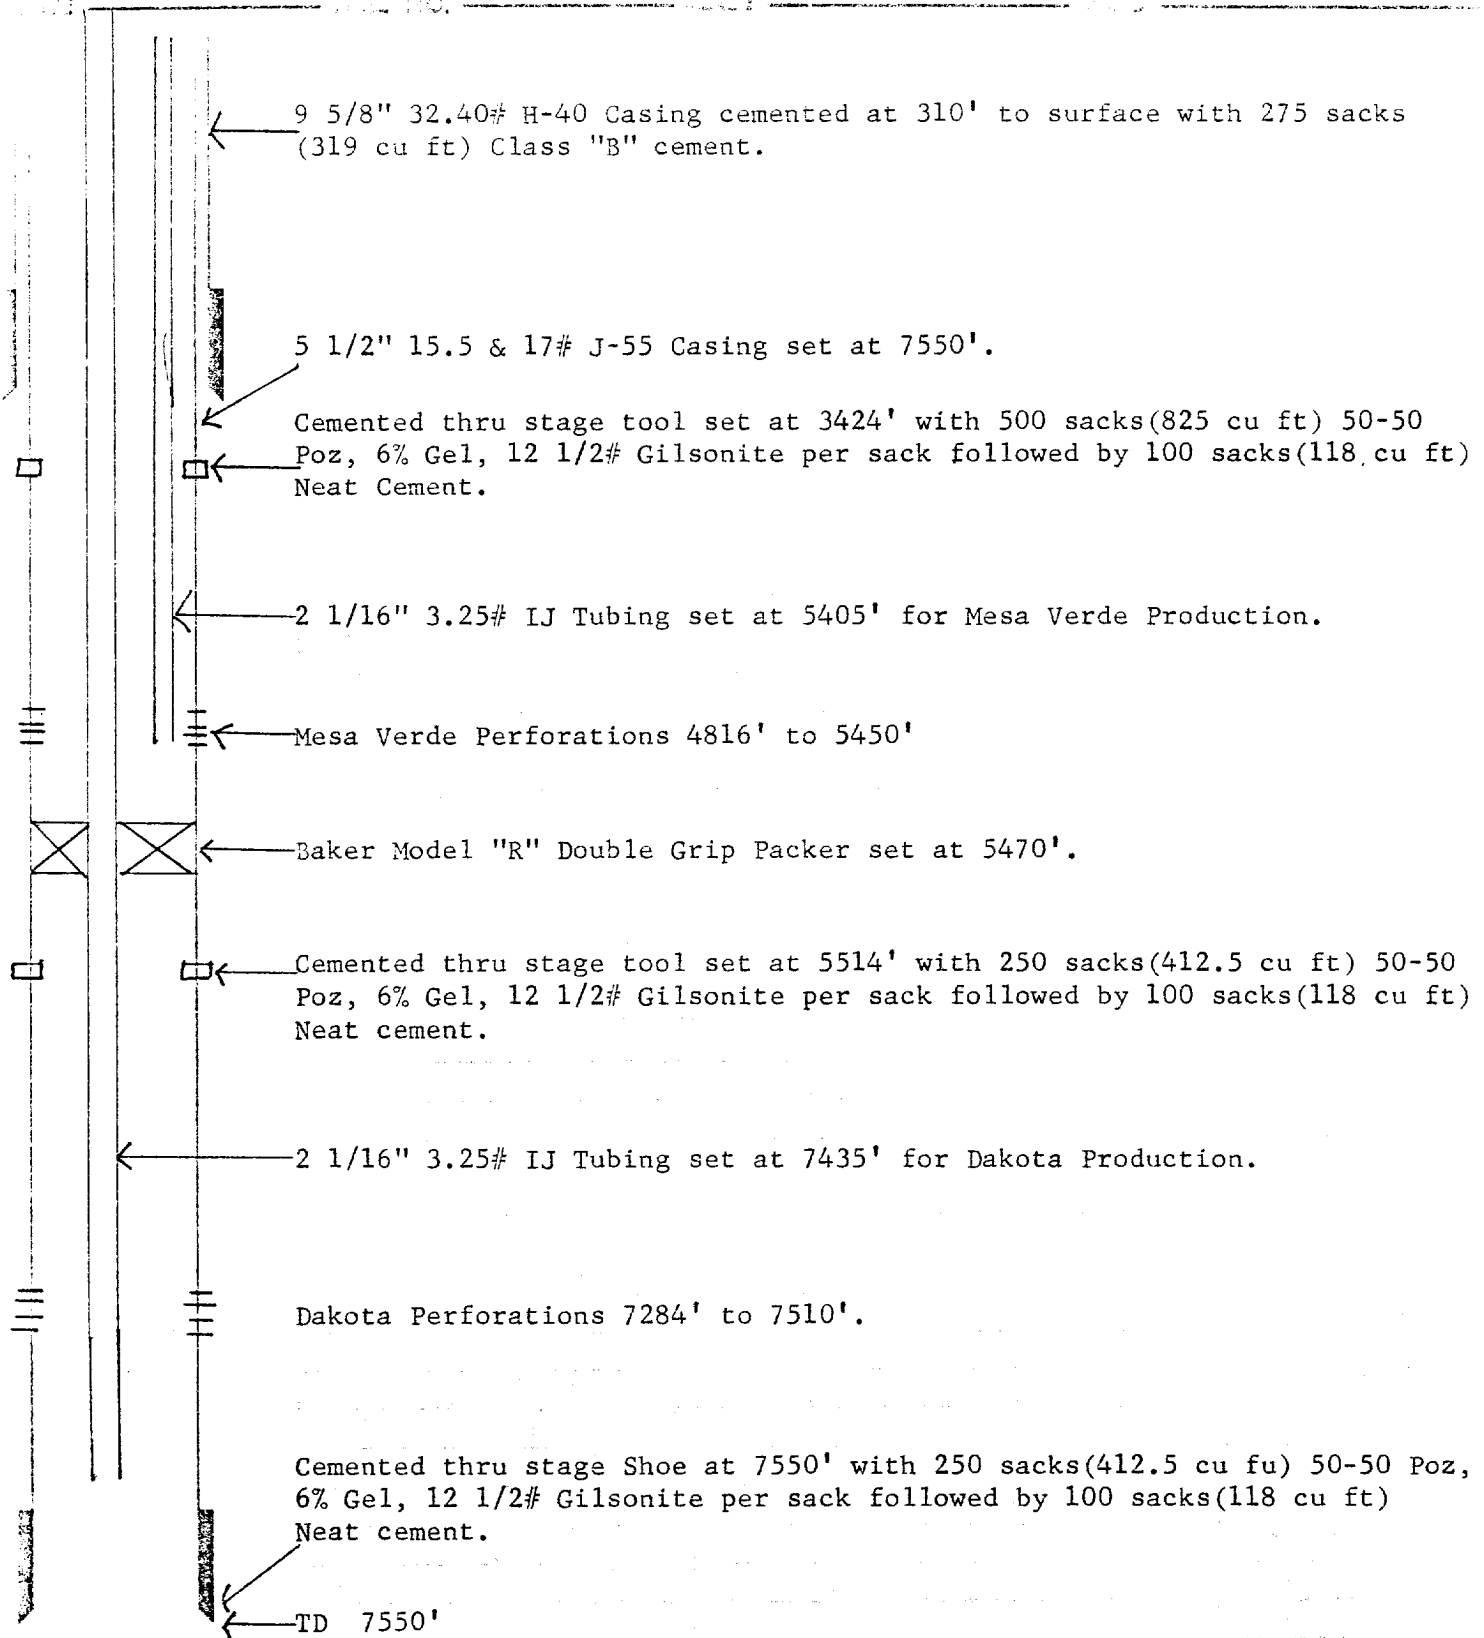 9 5/8" 32.40# H-40 Casing cemented at 310' to surface with 275 sacks
(319 cu ft) Class "B" cement.
5 1/2" 15.5 & 17# J-55 Casing set at 7550'.
Cemented thru stage tool set at 3424' with 500 sacks(825 cu ft) 50-50
Poz, 6% Gel, 12 1/2# Gilsonite per sack followed by 100 sacks(118 cu ft)
Neat Cement.
2 1/16" 3.25# IJ Tubing set at 5405' for Mesa Verde Production.
Mesa Verde Perforations 4816' to 5450'
Baker Model "R" Double Grip Packer set at 5470'.
Cemented thru stage tool set at 5514' with 250 sacks(412.5 cu ft) 50-50
Poz, 6% Gel, 12 1/2# Gilsonite per sack followed by 100 sacks(118 cu ft)
Neat cement.
2 1/16" 3.25# IJ Tubing set at 7435' for Dakota Production.
Dakota Perforations 7284' to 7510'.
Cemented thru stage Shoe at 7550' with 250 sacks(412.5 cu fu) 50-50 Poz,
6% Gel, 12 1/2# Gilsonite per sack followed by 100 sacks(118 cu ft)
Neat cement.
TD 7550'